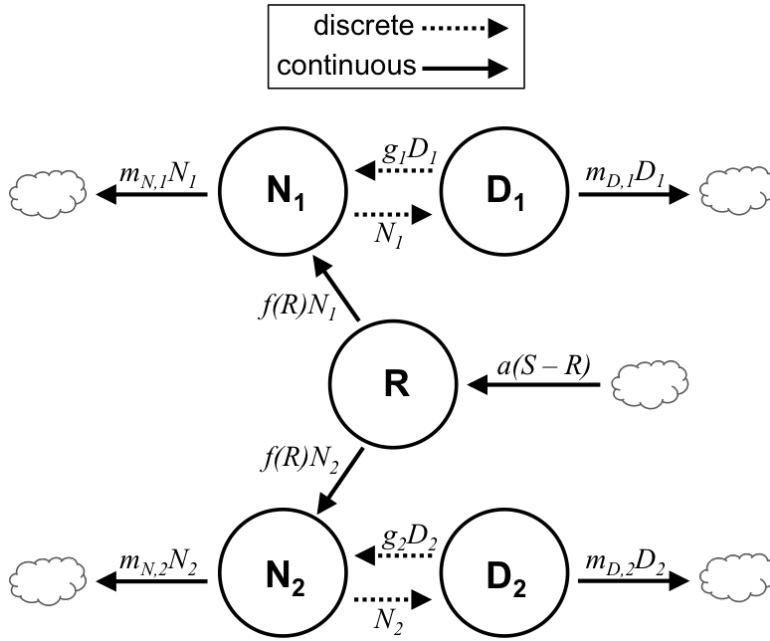 discrete
continuous
m_{N,1}N_1
N_1
g_1D_1
N_1
D_1
m_{D,1}D_1
f(R)N_1
R
a(S – R)
f(R)N_2
m_{N,2}N_2
N_2
g_2D_2
N_2
D_2
m_{D,2}D_2